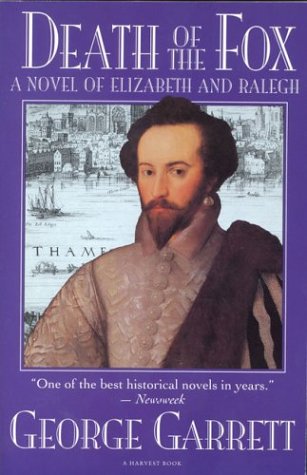 DEATH OF THE FOX
A NOVEL OF ELIZABETH AND RALEGH
THAME
"One of the best historical novels in years."
— Newsweek
GEORGE GARRETT
A HARVEST BOOK